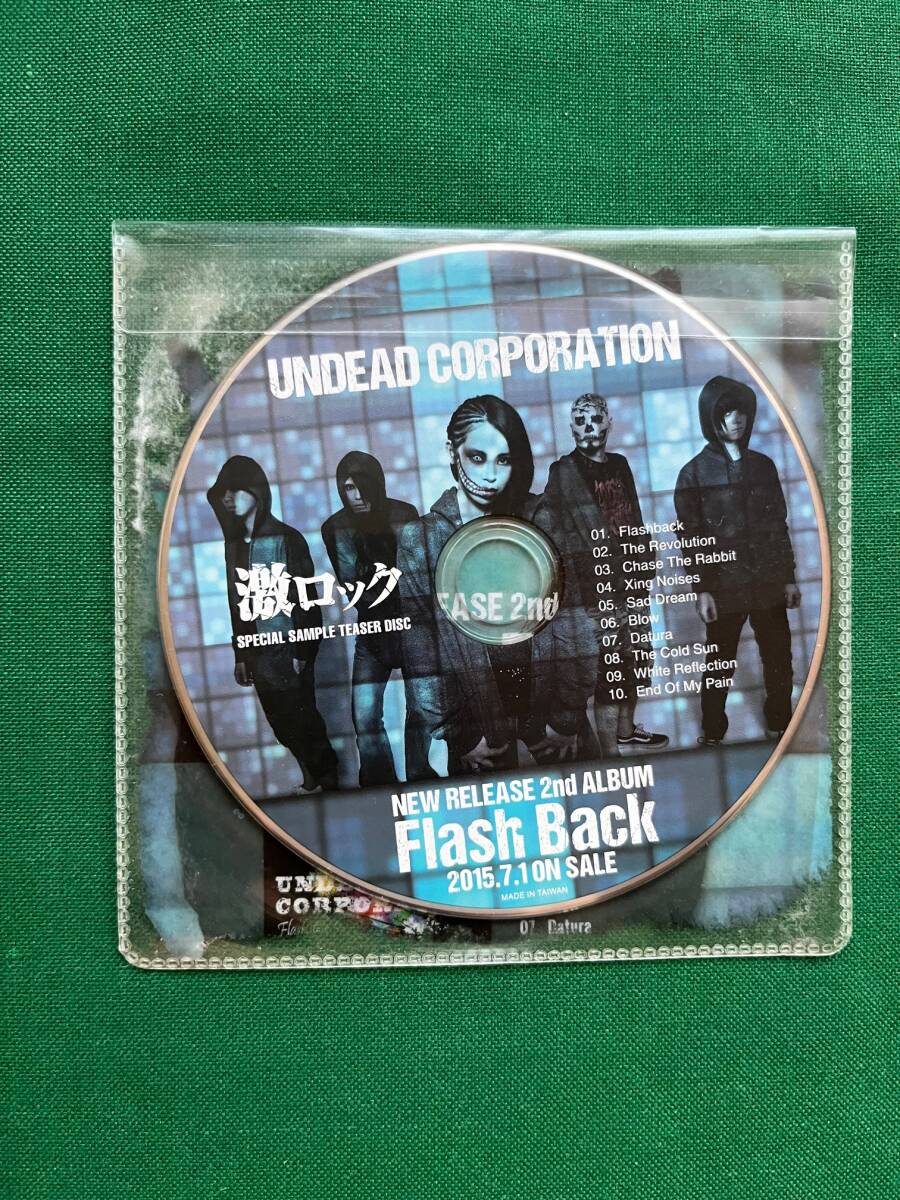 UNDEAD CORPORATION
激ロック
SPECIAL SAMPLE TEASER DISC
EASE 2nd
01. Flashback
02. The Revolution
03. Chase The Rabbit
04. Xing Noises
05. Sad Dream
06. Blow
07. Datura
08. The Cold Sun
09. White Reflection
10. End Of My Pain
NEW RELEASE 2nd ALBUM
Flash Back
2015.7.1 ON SALE
MADE IN TAIWAN
UNDE
CORPO
07 Datura